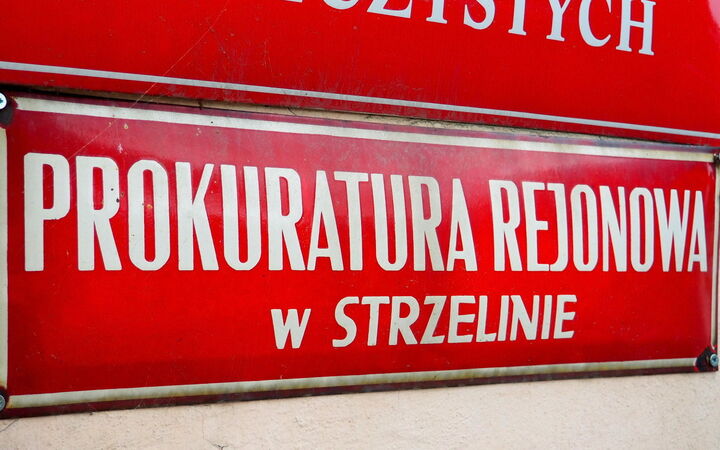 PROKURATURA REJONOWA
w STRZELINIE